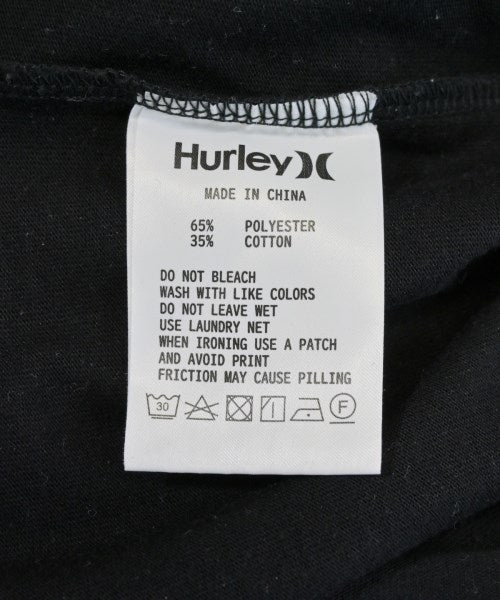 Hurley
MADE IN CHINA
65% POLYESTER
35% COTTON
DO NOT BLEACH
WASH WITH LIKE COLORS
DO NOT LEAVE WET
USE LAUNDRY NET
WHEN IRONING USE A PATCH
AND AVOID PRINT
FRICTION MAY CAUSE PILLING
30 F